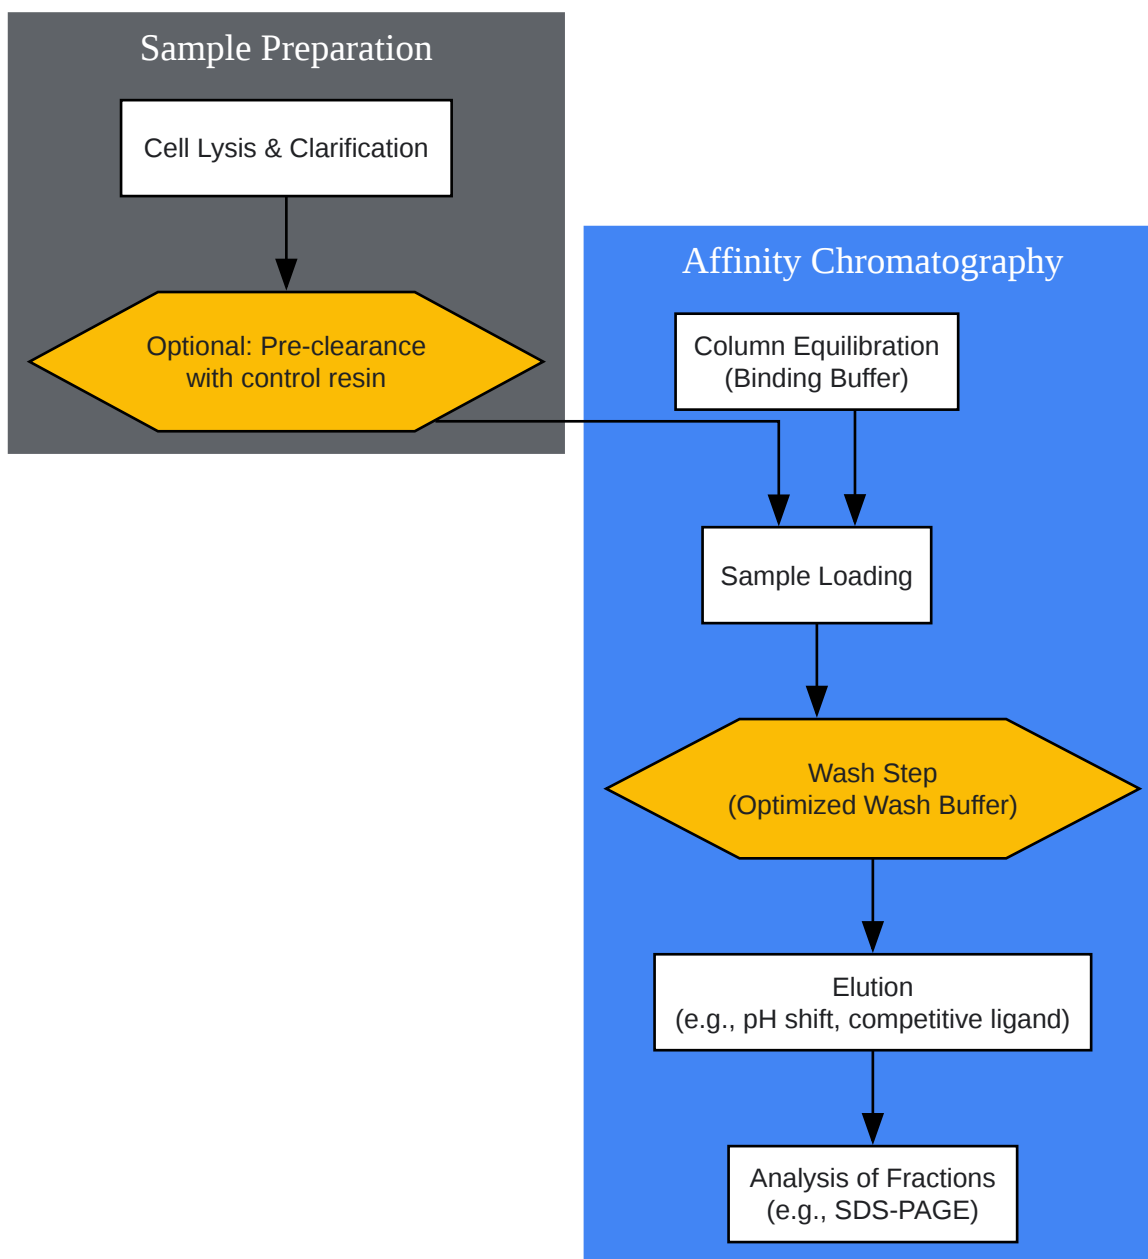 Sample Preparation
Cell Lysis & Clarification
Optional: Pre-clearance
with control resin
Affinity Chromatography
Column Equilibration
(Binding Buffer)
Sample Loading
Wash Step
(Optimized Wash Buffer)
Elution
(e.g., pH shift, competitive ligand)
Analysis of Fractions
(e.g., SDS-PAGE)